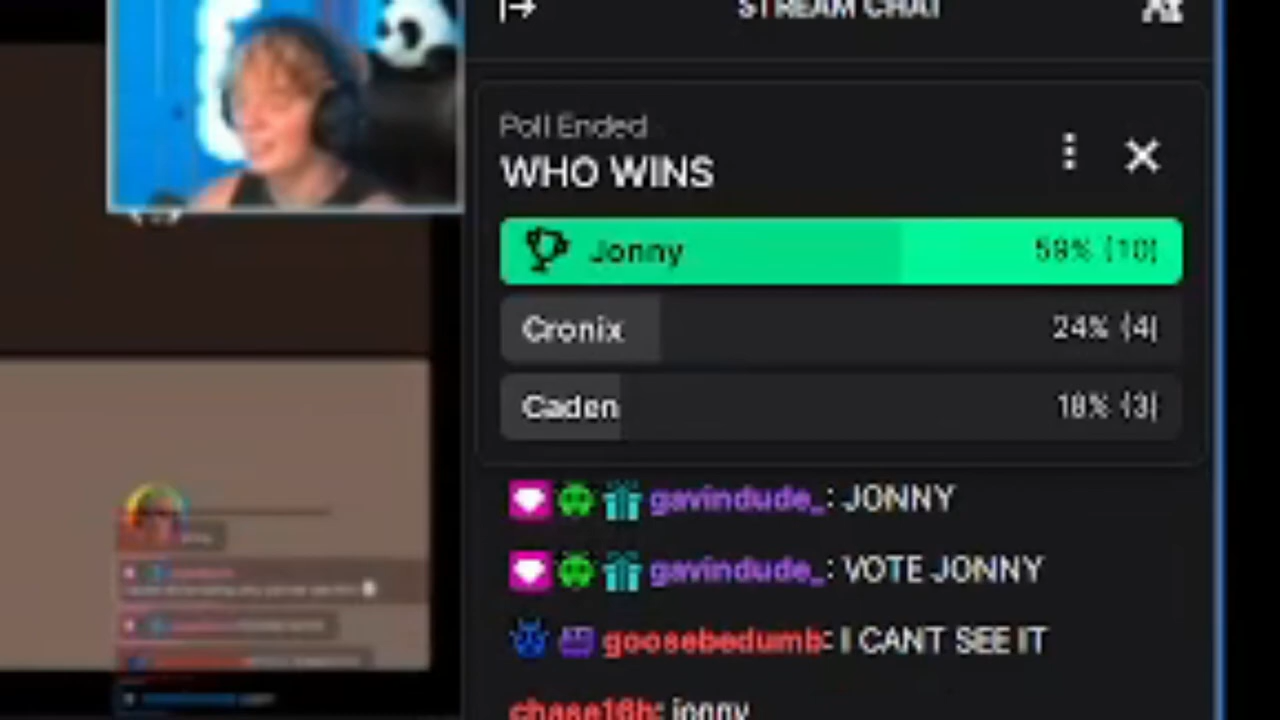 STREAM CHAT
Poll Ended
WHO WINS
Jonny 59% (10)
Cronix 24% (4)
Caden 18% (3)
gavindude_: JONNY
gavindude_: VOTE JONNY
goosebedumb: I CANT SEE IT
chase16h: jonny